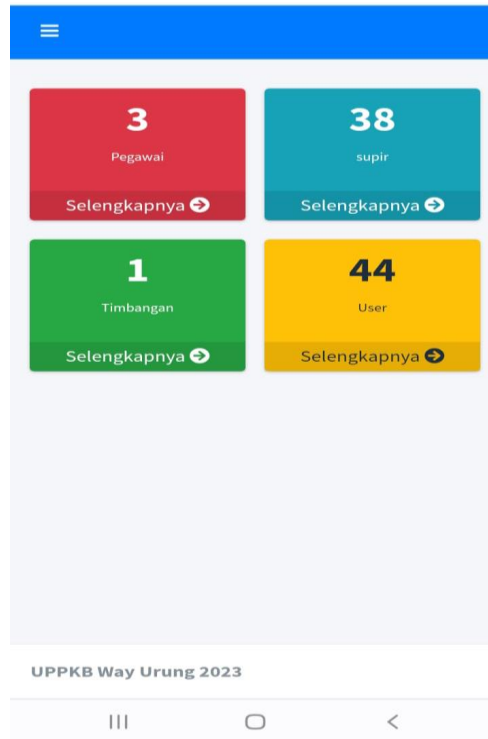 3
Pegawai
Selengkapnya
38
supir
Selengkapnya
1
Timbangan
Selengkapnya
44
User
Selengkapnya
UPPKB Way Urung 2023